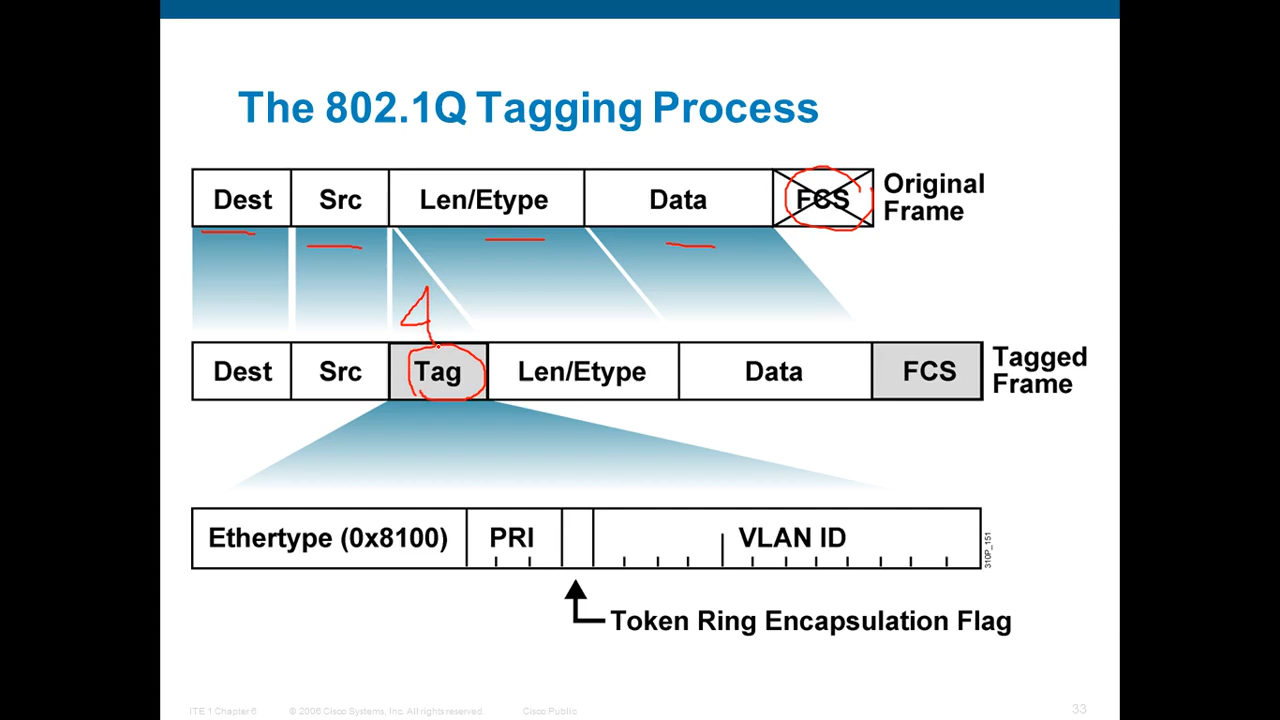 The 802.1Q Tagging Process
Dest Src Len/Etype Data FCS Original
Frame
Dest Src Tag Len/Etype Data FCS Tagged
Frame
Ethertype (0x8100) PRI VLAN ID
310P_151
Token Ring Encapsulation Flag
ITE 1 Chapter 6 © 2006 Cisco Systems, Inc. All rights reserved. Cisco Public 33